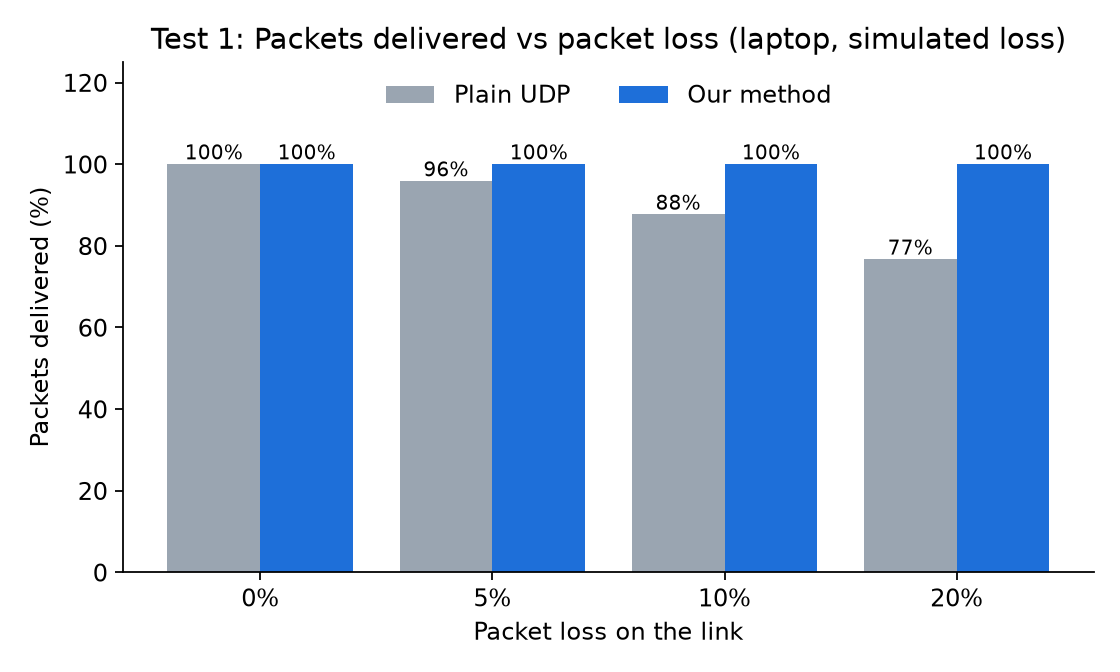 Test 1: Packets delivered vs packet loss (laptop, simulated loss)
Plain UDP Our method
120
100
80
60
40
20
0
Packets delivered (%)
100% 100%
96% 100%
88% 100%
77% 100%
0% 5% 10% 20%
Packet loss on the link